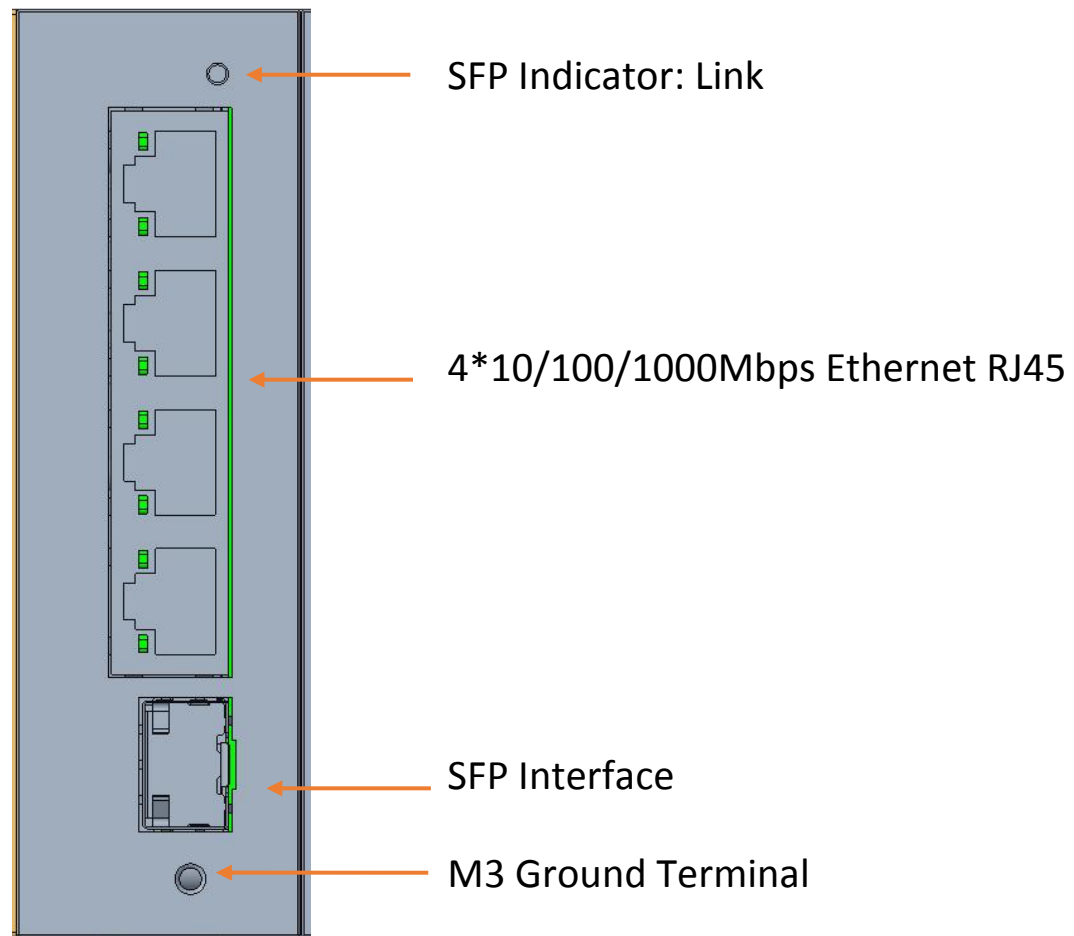 SFP Indicator: Link
4*10/100/1000Mbps Ethernet RJ45
SFP Interface
M3 Ground Terminal